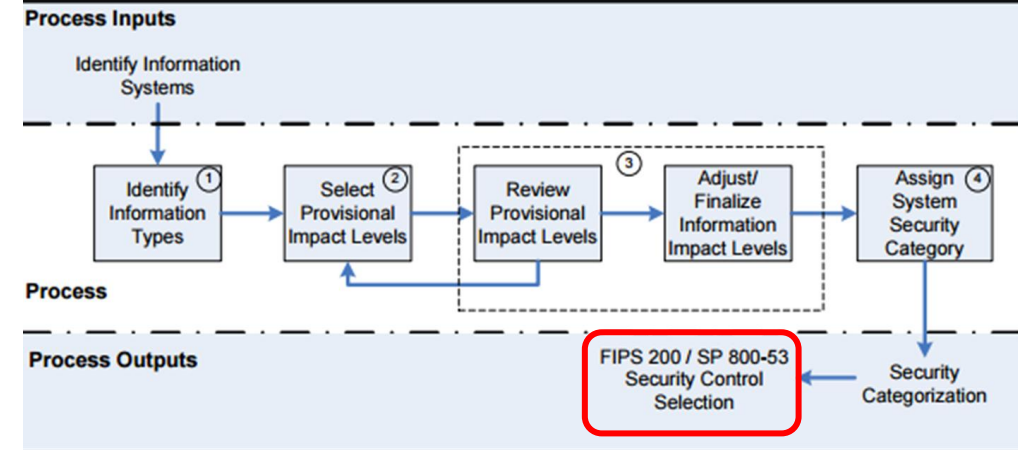 Process Inputs
Identify Information
Systems
1
Identify
Information
Types
2
Select
Provisional
Impact Levels
3
Review
Provisional
Impact Levels
Adjust/
Finalize
Information
Impact Levels
4
Assign
System
Security
Category
Process
Process Outputs
FIPS 200 / SP 800-53
Security Control
Selection
Security
Categorization